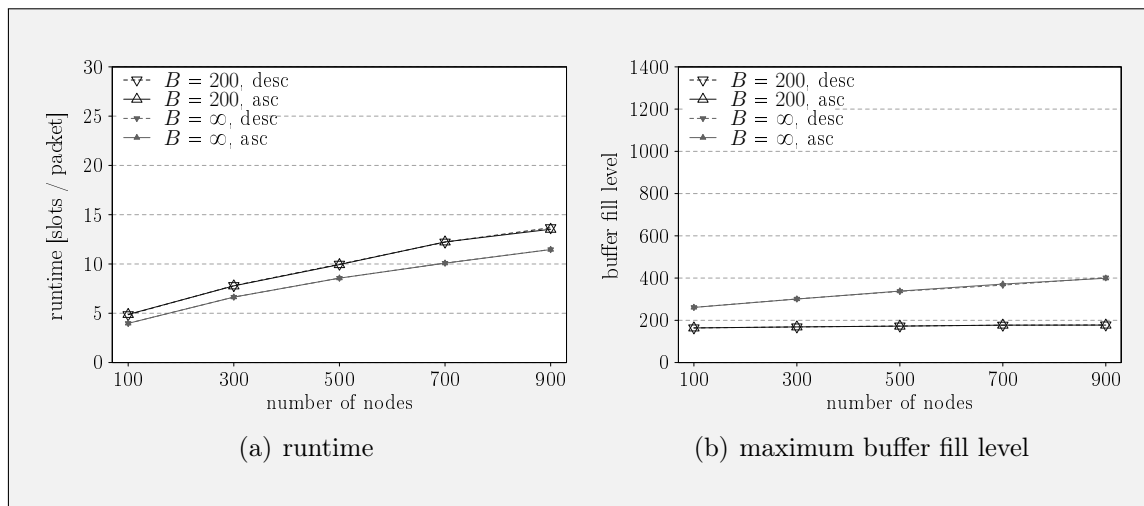 B = 200, desc
B = 200, asc
B = ∞, desc
B = ∞, asc
30
25
20
15
10
5
0
runtime [slots / packet]
100 300 500 700 900
number of nodes
(a) runtime
B = 200, desc
B = 200, asc
B = ∞, desc
B = ∞, asc
1400
1200
1000
800
600
400
200
0
buffer fill level
100 300 500 700 900
number of nodes
(b) maximum buffer fill level